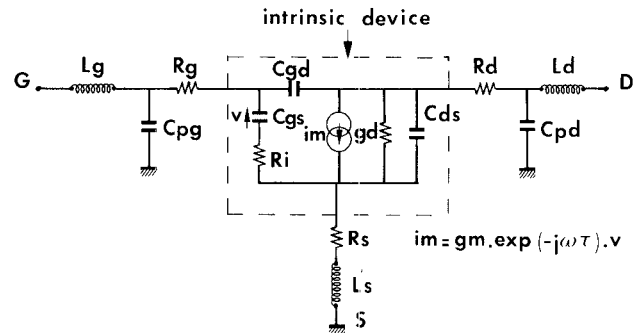 intrinsic device
Lg Rg Cgd Rd Ld
G D
Cpg v Cgs im gd Cds Cpd
Ri
Rs im = gm.exp (-jωτ).v
Ls
S